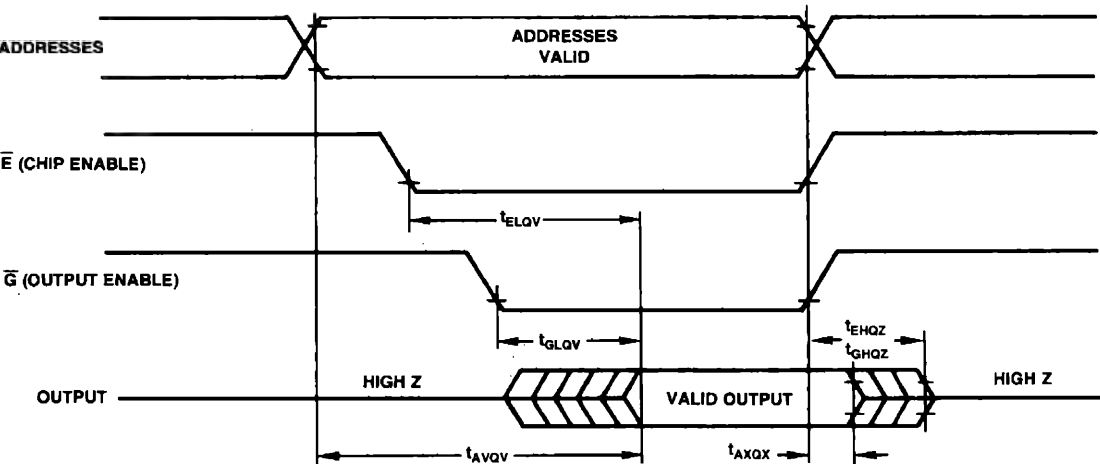 ADDRESSES
ADDRESSES
VALID
E̅ (CHIP ENABLE)
tELQV
G̅ (OUTPUT ENABLE)
tGLQV
tEHQZ
tGHQZ
OUTPUT
HIGH Z
VALID OUTPUT
HIGH Z
tAVQV
tAXQX